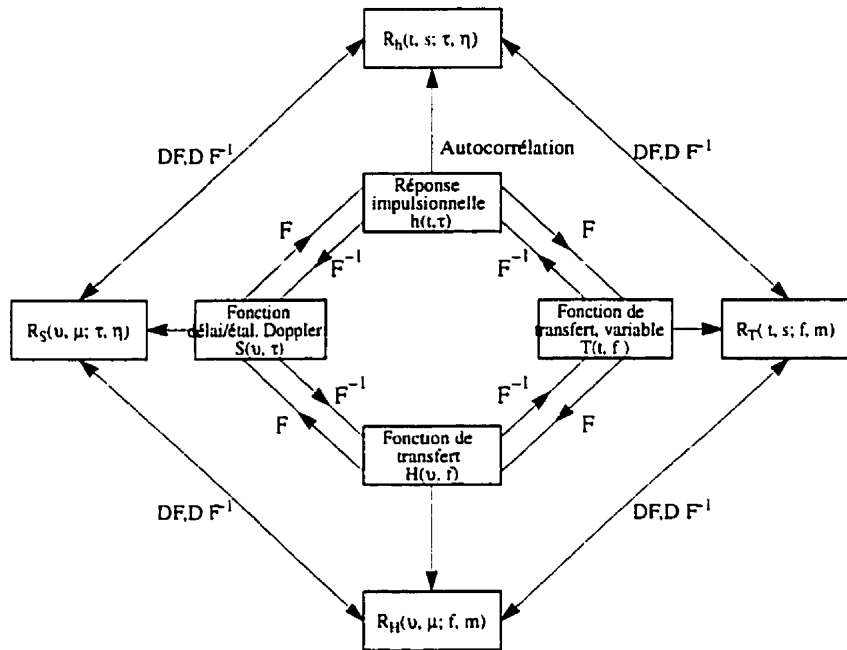 R_h(t, s; τ, η)
DF,D F^-1
DF,D F^-1
Autocorrélation
Réponse
impulsionnelle
h(t,τ)
F
F
F^-1
F^-1
R_S(υ, μ; τ, η)
Fonction
délai/étal. Doppler
S(υ, τ)
Fonction de
transfert, variable
T(t, f )
R_T( t, s; f, m)
F^-1
F^-1
F
F
Fonction de
transfert
H(υ, f)
DF,D F^-1
DF,D F^-1
R_H(υ, μ; f, m)